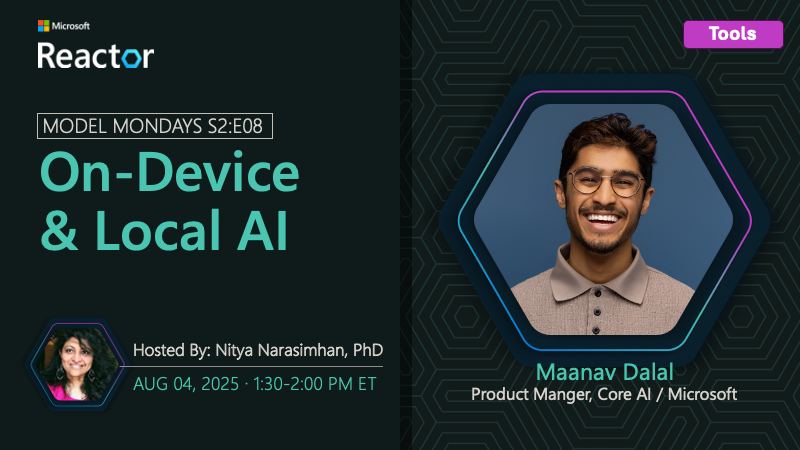 Microsoft
Reactor
Tools
MODEL MONDAYS S2:E08
On-Device
& Local AI
Hosted By: Nitya Narasimhan, PhD
AUG 04, 2025 · 1:30-2:00 PM ET
Maanav Dalal
Product Manger, Core AI / Microsoft